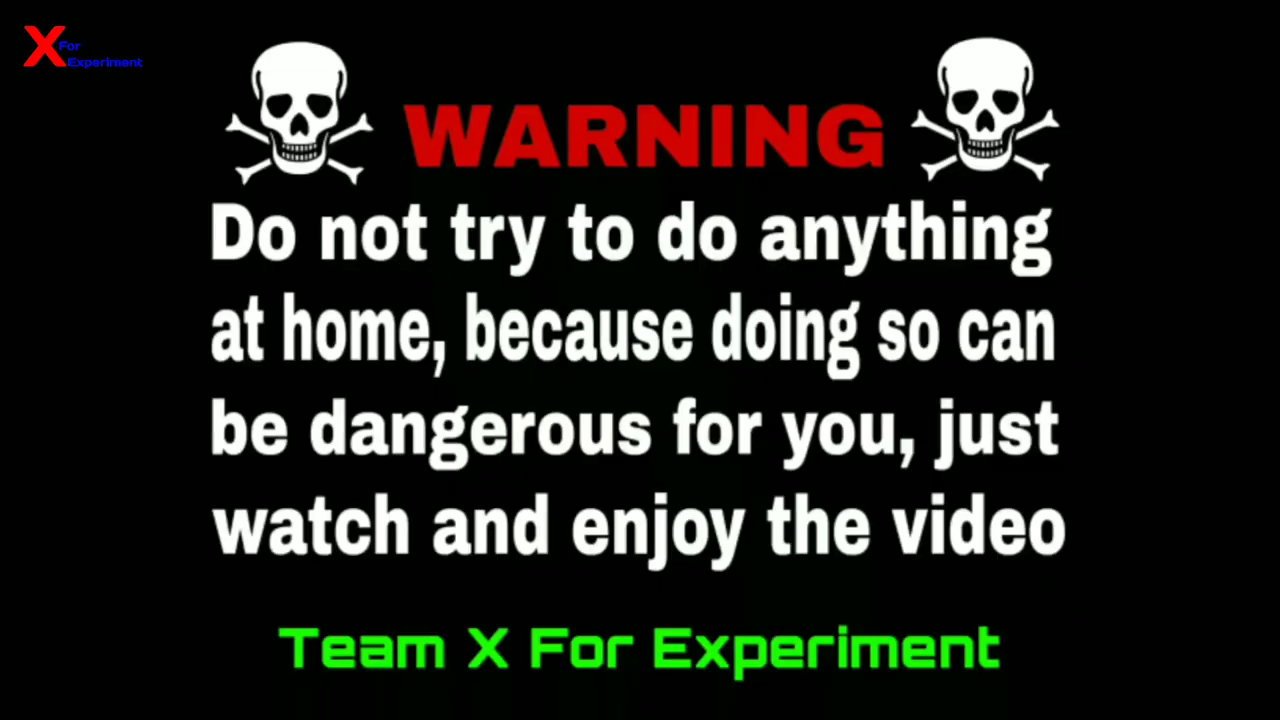 X For
Experiment
WARNING
Do not try to do anything
at home, because doing so can
be dangerous for you, just
watch and enjoy the video
Team X For Experiment